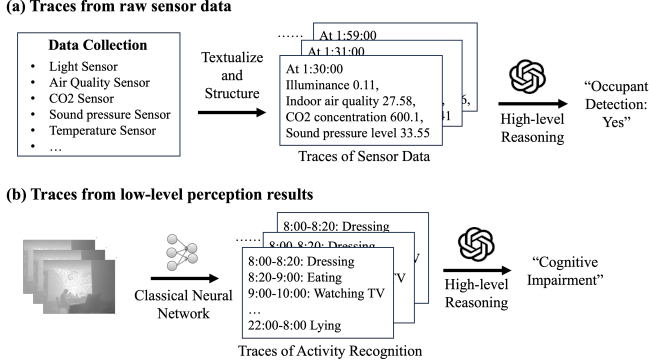 (a) Traces from raw sensor data
Data Collection
• Light Sensor
• Air Quality Sensor
• CO2 Sensor
• Sound pressure Sensor
• Temperature Sensor
• ...
Textualize
and
Structure
...... At 1:59:00
At 1:31:00
At 1:30:00
Illuminance 0.11,
Indoor air quality 27.58,
CO2 concentration 600.1,
Sound pressure level 33.55
, 6,
41
Traces of Sensor Data
High-level
Reasoning
“Occupant
Detection:
Yes”
(b) Traces from low-level perception results
Classical Neural
Network
8:00-8:20: Dressing
...... 8:00-8:20: Dressing
8:00-8:20: Dressing
8:20-9:00: Eating
9:00-10:00: Watching TV
...
22:00-8:00 Lying
V
TV
Traces of Activity Recognition
High-level
Reasoning
“Cognitive
Impairment”